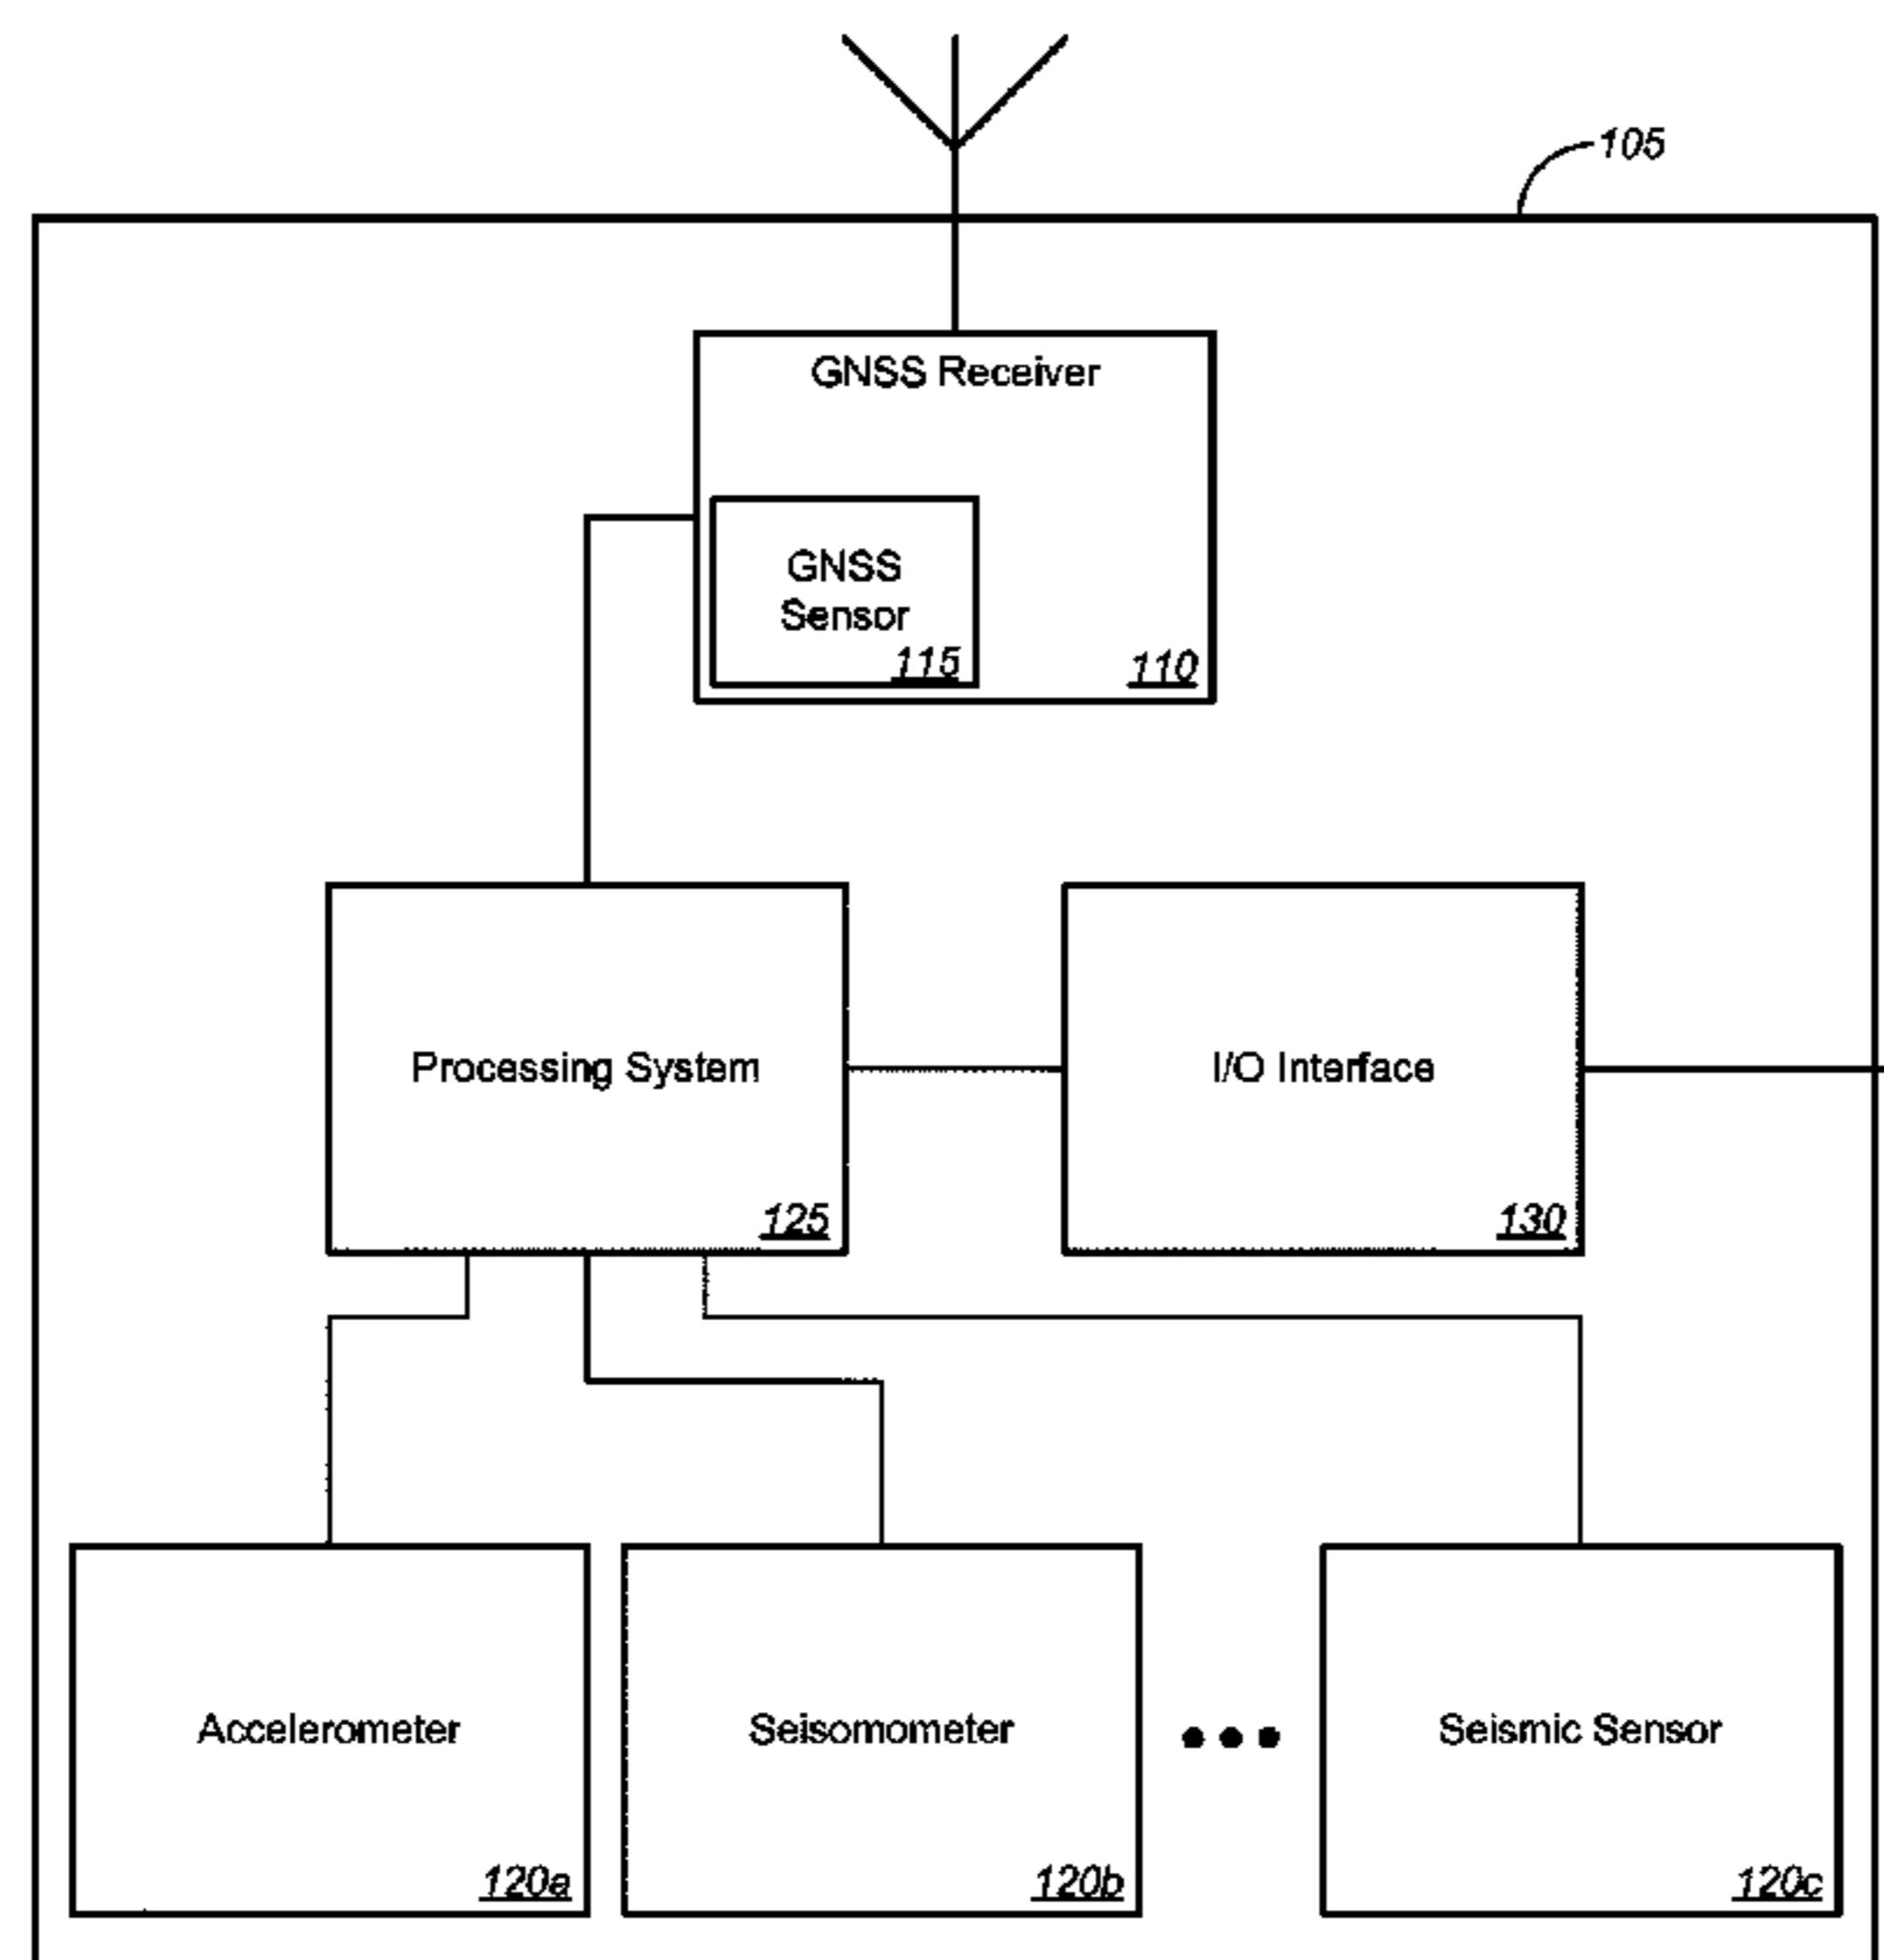 105
GNSS Receiver
GNSS
Sensor
115
110
Processing System
125
I/O Interface
130
Accelerometer
120a
Seisomometer
120b
Seismic Sensor
120c